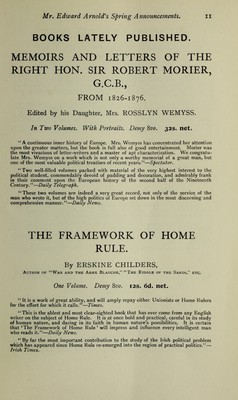 Mr. Edward Arnold's Spring Announcements. 11
BOOKS LATELY PUBLISHED.
MEMOIRS AND LETTERS OF THE
RIGHT HON. SIR ROBERT MORIER,
G.C.B.,
FROM 1826-1876.
Edited by his Daughter, Mrs. ROSSLYN WEMYSS.
In Two Volumes. With Portraits. Demy 8vo. 32s. net.
"A continuous inner history of Europe. Mrs. Wemyss has concentrated her attention
upon the greater matters, but the book is full also of good entertainment. Morier was
the most vivacious of letter-writers and a master of apt characterization. We congratu-
late Mrs. Wemyss on a work which is not only a worthy memorial of a great man, but
one of the most valuable political treatises of recent years."—Spectator.
"Two well-filled volumes packed with material of the very highest interest to the
political student, commendably devoid of padding and decoration, and admirably frank
in their comment upon the European history of the second half of the Nineteenth
Century."—Daily Telegraph.
"These two volumes are indeed a very great record, not only of the service of the
man who wrote it, but of the high politics of Europe set down in the most discerning and
comprehensive manner."—Daily News.
THE FRAMEWORK OF HOME
RULE.
By ERSKINE CHILDERS,
Author of "War and the Arme Blanche," "The Riddle of the Sands," etc.
One Volume. Demy 8vo. 12s. 6d. net.
"It is a work of great ability, and will amply repay either Unionists or Home Rulers
for the effort for which it calls."—Times.
"This is the ablest and most clear-sighted book that has ever come from any English
writer on the subject of Home Rule. It is at once bold and practical, careful in its study
of human nature, and daring in its faith in human nature's possibilities. It is certain
that 'The Framework of Home Rule' will impress and influence every intelligent man
who reads it."—Daily News.
"By far the most important contribution to the study of the Irish political problem
which has appeared since Home Rule re-emerged into the region of practical politics."—
Irish Times.